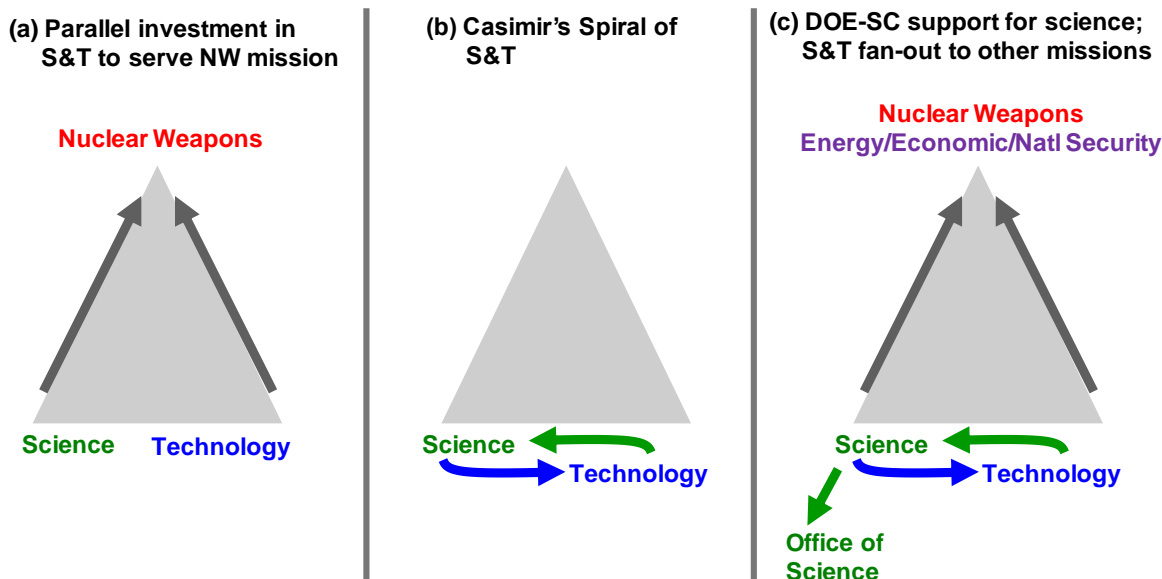 (a) Parallel investment in
S&T to serve NW mission
Nuclear Weapons
Science
Technology
(b) Casimir's Spiral of
S&T
Science
Technology
(c) DOE-SC support for science;
S&T fan-out to other missions
Nuclear Weapons
Energy/Economic/Natl Security
Science
Technology
Office of
Science